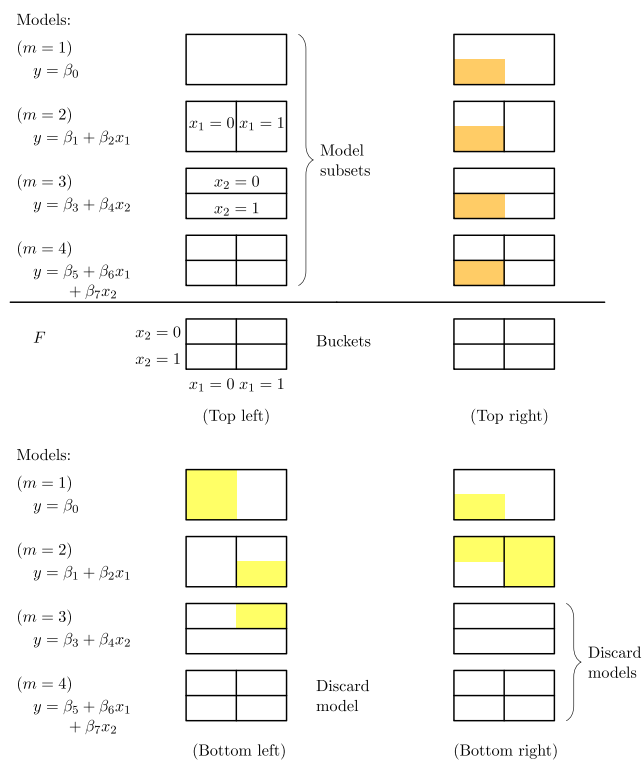 Models:
(m = 1)
y = β₀
(m = 2)
y = β₁ + β₂x₁
x₁ = 0 x₁ = 1
Model
subsets
(m = 3)
y = β₃ + β₄x₂
x₂ = 0
x₂ = 1
(m = 4)
y = β₅ + β₆x₁
+ β₇x₂
F
x₂ = 0
x₂ = 1
x₁ = 0 x₁ = 1
Buckets
(Top left)
(Top right)
Models:
(m = 1)
y = β₀
(m = 2)
y = β₁ + β₂x₁
(m = 3)
y = β₃ + β₄x₂
Discard
models
(m = 4)
y = β₅ + β₆x₁
+ β₇x₂
Discard
model
(Bottom left)
(Bottom right)